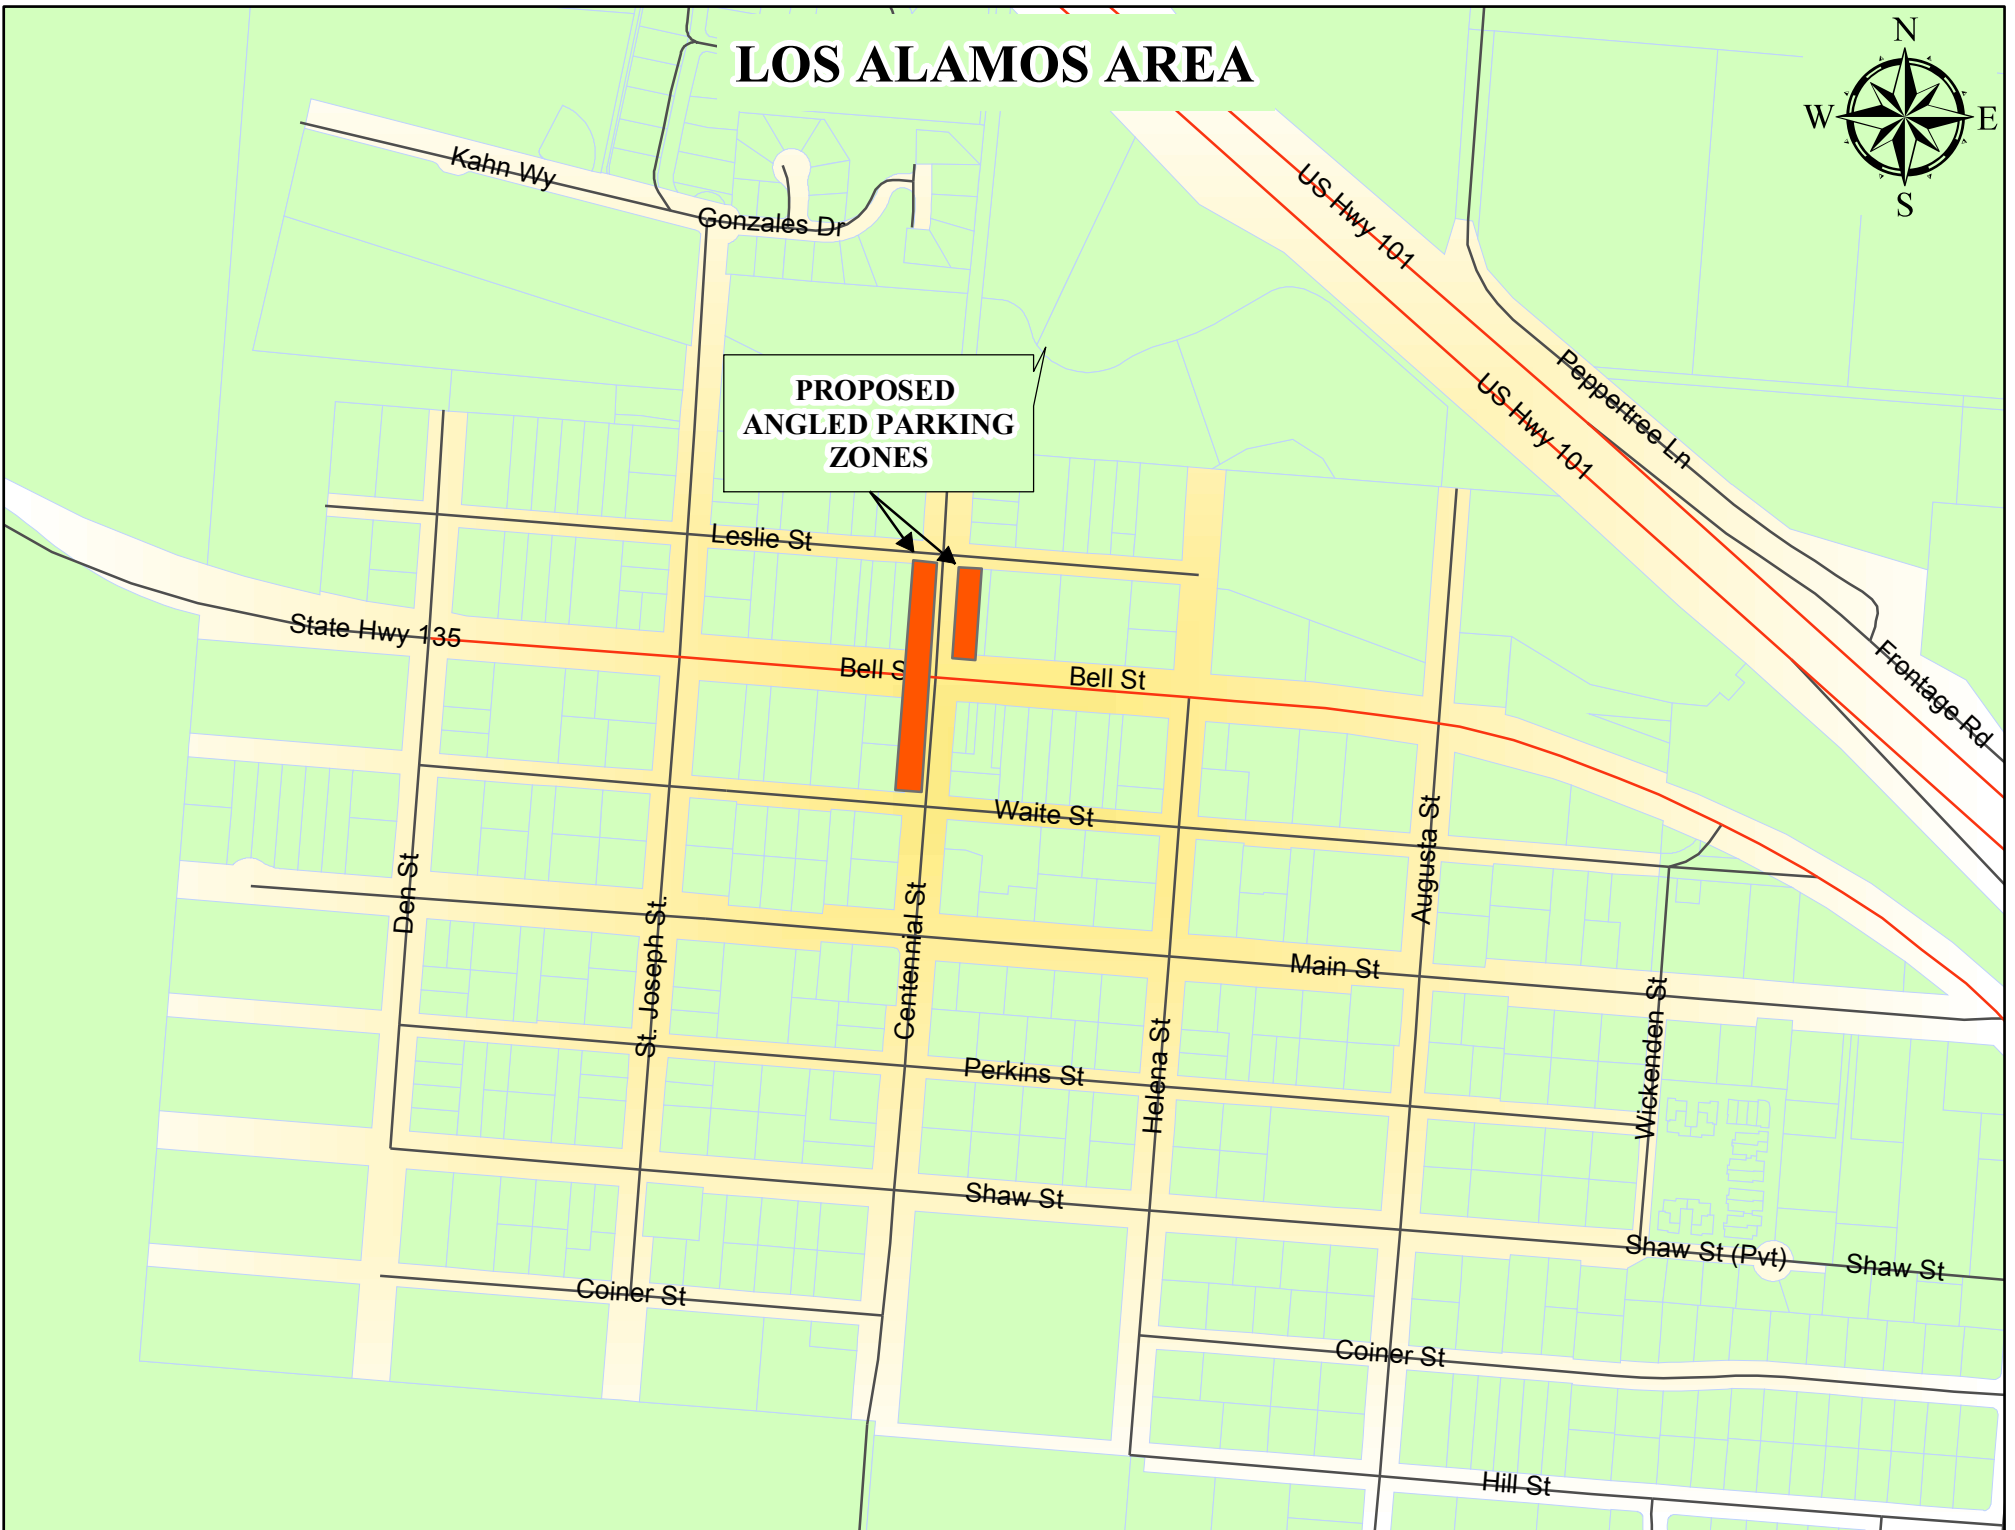 LOS ALAMOS AREA
N
W
E
S
Kahn Wy
Gonzales Dr
US Hwy 101
US Hwy 101
Peppertree Ln
PROPOSED
ANGLED PARKING
ZONES
Leslie St
State Hwy 135
Bell S
Bell St
Frontage Rd
Waite St
Den St
St. Joseph St.
Centennial St
Augusta St
Main St
Helena St
Wickenden St
Perkins St
Shaw St
Shaw St (Pvt)
Shaw St
Coiner St
Coiner St
Hill St